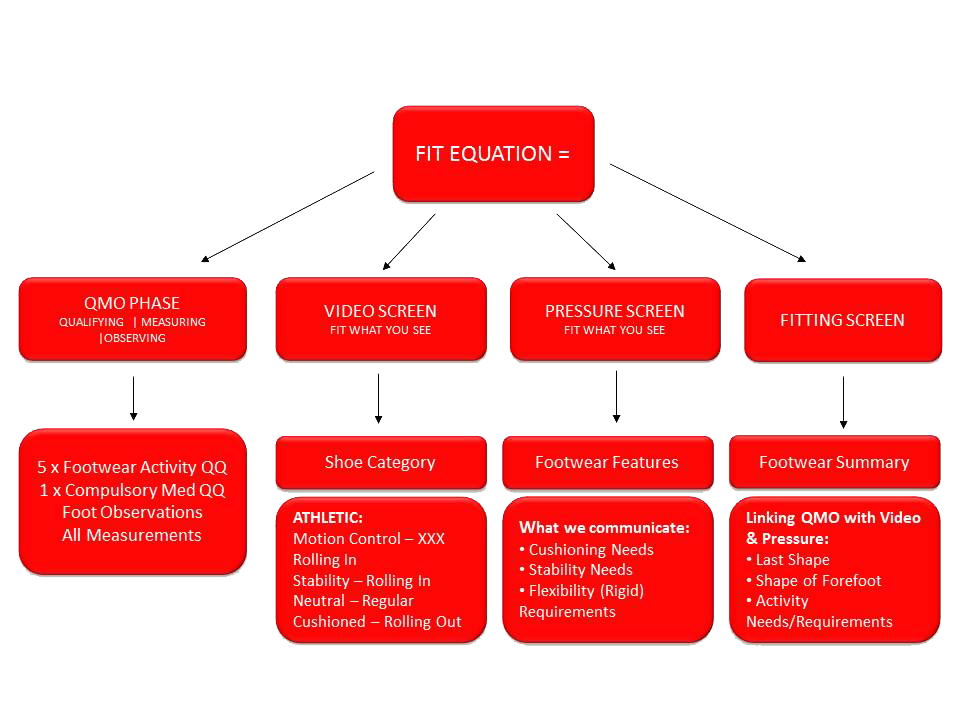 FIT EQUATION =
QMO PHASE
QUALIFYING | MEASURING
|OBSERVING
VIDEO SCREEN
FIT WHAT YOU SEE
PRESSURE SCREEN
FIT WHAT YOU SEE
FITTING SCREEN
5 x Footwear Activity QQ
1 x Compulsory Med QQ
Foot Observations
All Measurements
Shoe Category
ATHLETIC:
Motion Control – XXX
Rolling In
Stability – Rolling In
Neutral – Regular
Cushioned – Rolling Out
Footwear Features
What we communicate:
• Cushioning Needs
• Stability Needs
• Flexibility (Rigid)
Requirements
Footwear Summary
Linking QMO with Video
& Pressure:
• Last Shape
• Shape of Forefoot
• Activity
Needs/Requirements